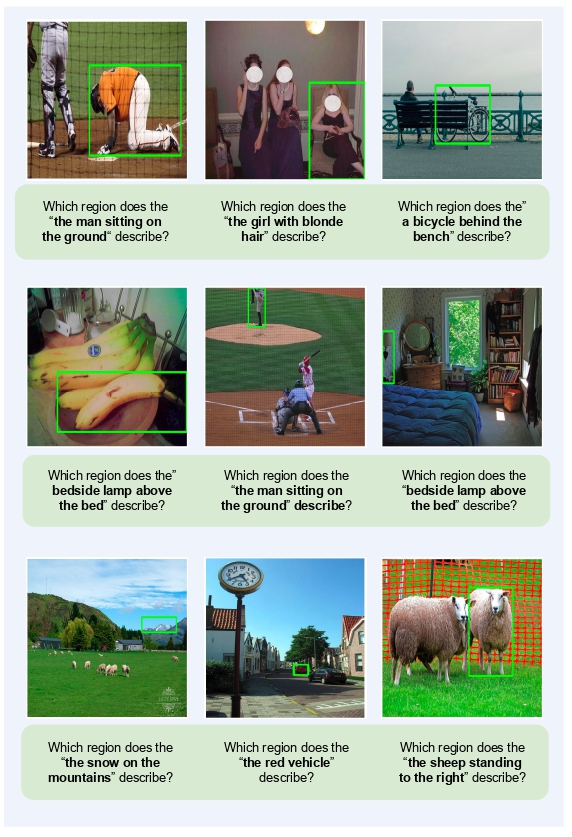 Which region does the
“the man sitting on
the ground“ describe?
Which region does the
“the girl with blonde
hair” describe?
Which region does the”
a bicycle behind the
bench” describe?
Which region does the”
bedside lamp above
the bed” describe?
Which region does the
“the man sitting on
the ground” describe?
Which region does the
“bedside lamp above
the bed” describe?
Which region does the
“the snow on the
mountains” describe?
Which region does the
“the red vehicle”
describe?
Which region does the
“the sheep standing
to the right” describe?